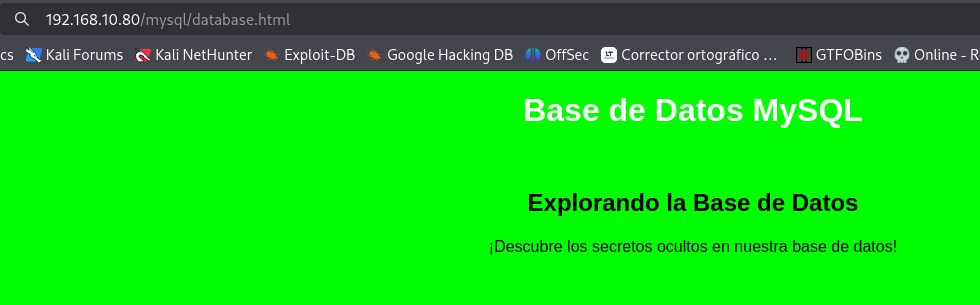 192.168.10.80/mysql/database.html
cs Kali Forums Kali NetHunter Exploit-DB Google Hacking DB OffSec LT Corrector ortográfico ... GTFOBins Online - R
Base de Datos MySQL
Explorando la Base de Datos
¡Descubre los secretos ocultos en nuestra base de datos!